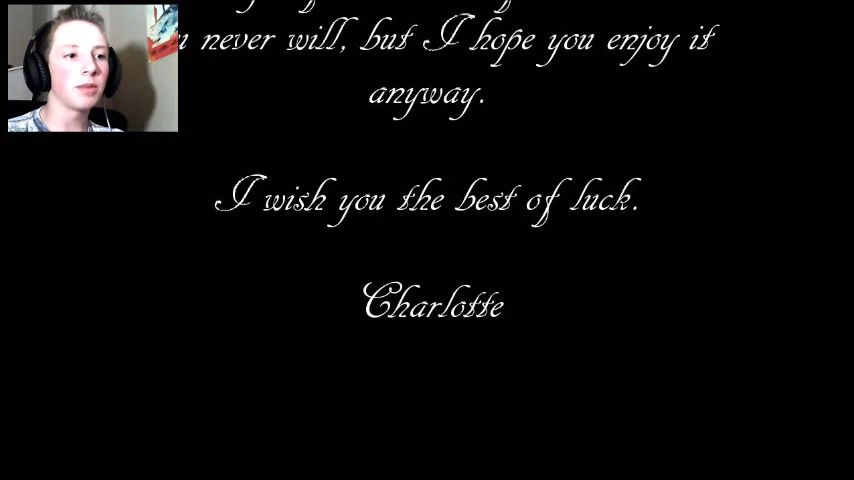 never will, but I hope you enjoy it
anyway.
I wish you the best of luck.
Charlotte